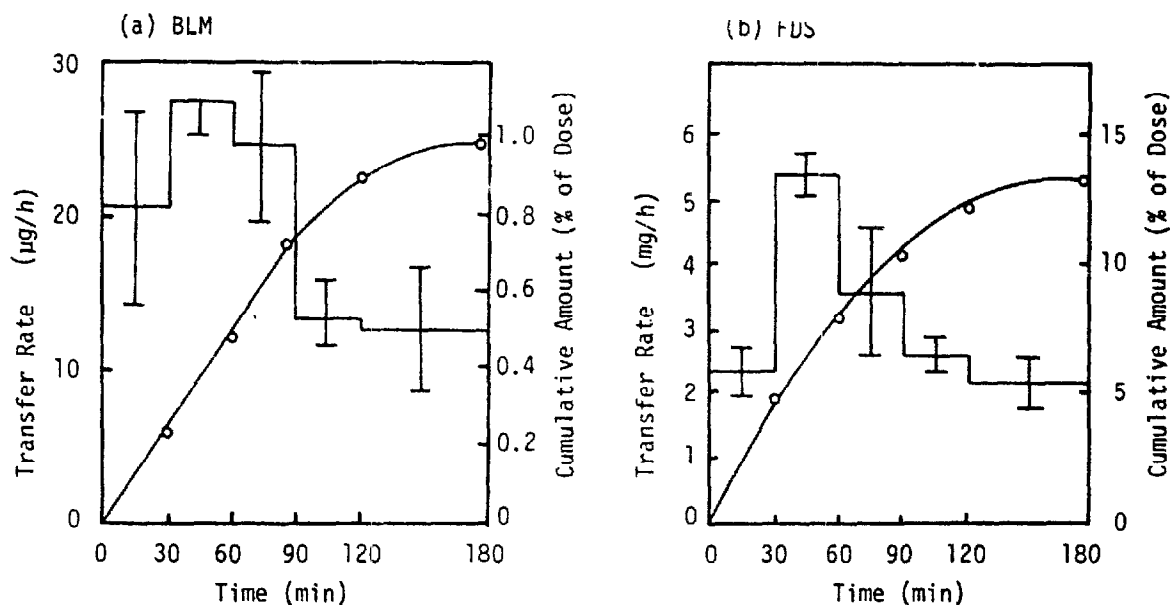 (a) BLM
30
20
10
0
Transfer Rate (µg/h)
1.0
0.8
0.6
0.4
0.2
0
Cumulative Amount (% of Dose)
0 30 60 90 120 180
Time (min)
(b) FDS
6
5
4
3
2
1
0
Transfer Rate (mg/h)
15
10
5
0
Cumulative Amount (% of Dose)
0 30 60 90 120 180
Time (min)